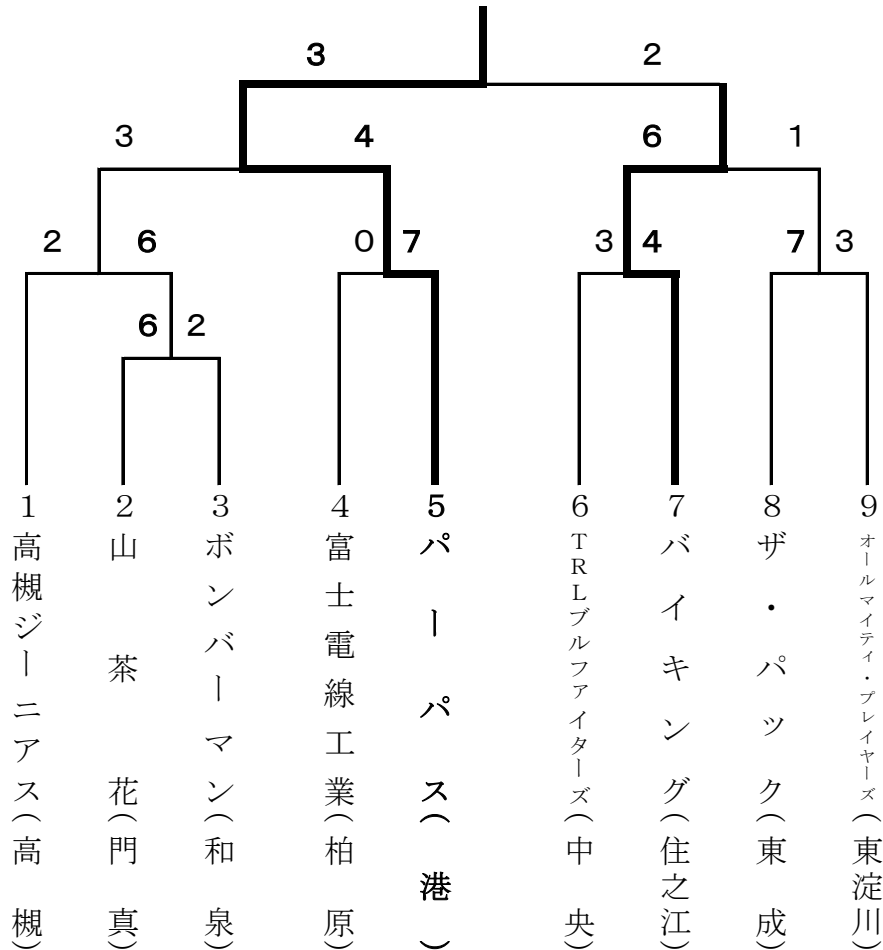 3 2
3 4 6 1
2 6 0 7 3 4 7 3
6 2
1 2 3 4 5 6 7 8 9
高槻ジーニアス(高槻)
山茶花(門真)
ボンバーマン(和泉)
富士電線工業(柏原)
パーパス(港)
TRLブルファイターズ(中央)
バイキング(住之江)
ザ・パック(東成)
オールマイティ・プレイヤーズ(東淀川)